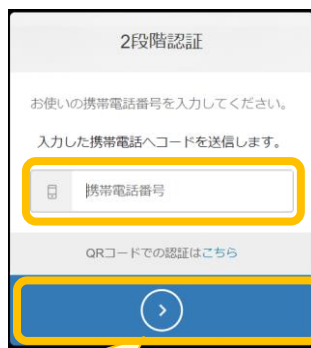 2段階認証
お使いの携帯電話番号を入力してください。
入力した携帯電話へコードを送信します。
携帯電話番号
QRコードでの認証はこちら